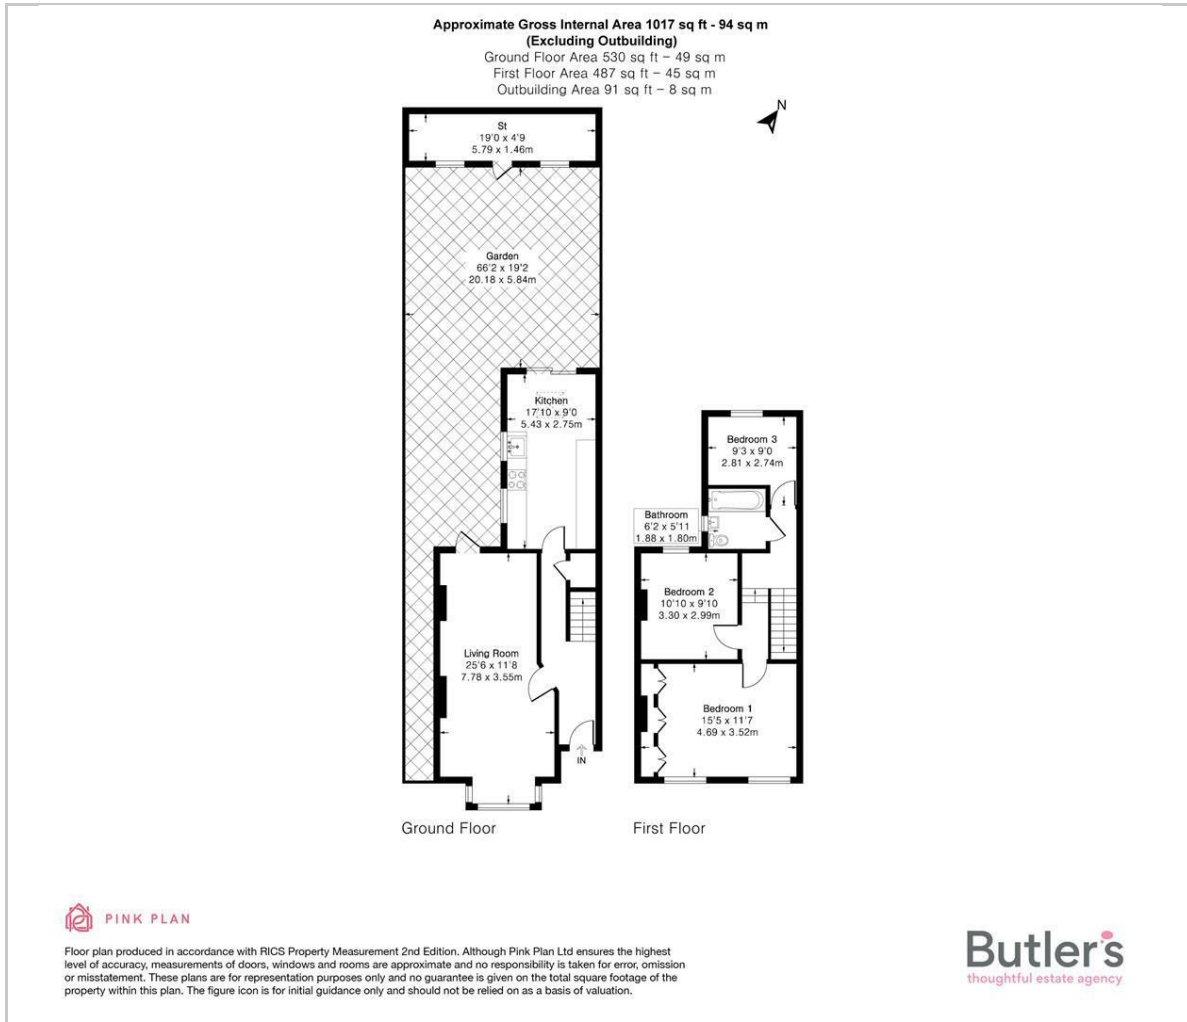 Approximate Gross Internal Area 1017 sq ft - 94 sq m
(Excluding Outbuilding)
Ground Floor Area 530 sq ft – 49 sq m
First Floor Area 487 sq ft – 45 sq m
Outbuilding Area 91 sq ft – 8 sq m
N
St
19'0 x 4'9
5.79 x 1.46m
Garden
66'2 x 19'2
20.18 x 5.84m
Kitchen
17'10 x 9'0
5.43 x 2.75m
Living Room
25'6 x 11'8
7.78 x 3.55m
IN
Ground Floor
Bedroom 3
9'3 x 9'0
2.81 x 2.74m
Bathroom
6'2 x 5'11
1.88 x 1.80m
Bedroom 2
10'10 x 9'10
3.30 x 2.99m
Bedroom 1
15'5 x 11'7
4.69 x 3.52m
First Floor
PINK PLAN
Floor plan produced in accordance with RICS Property Measurement 2nd Edition. Although Pink Plan Ltd ensures the highest
level of accuracy, measurements of doors, windows and rooms are approximate and no responsibility is taken for error, omission
or misstatement. These plans are for representation purposes only and no guarantee is given on the total square footage of the
property within this plan. The figure icon is for initial guidance only and should not be relied on as a basis of valuation.
Butler's
thoughtful estate agency